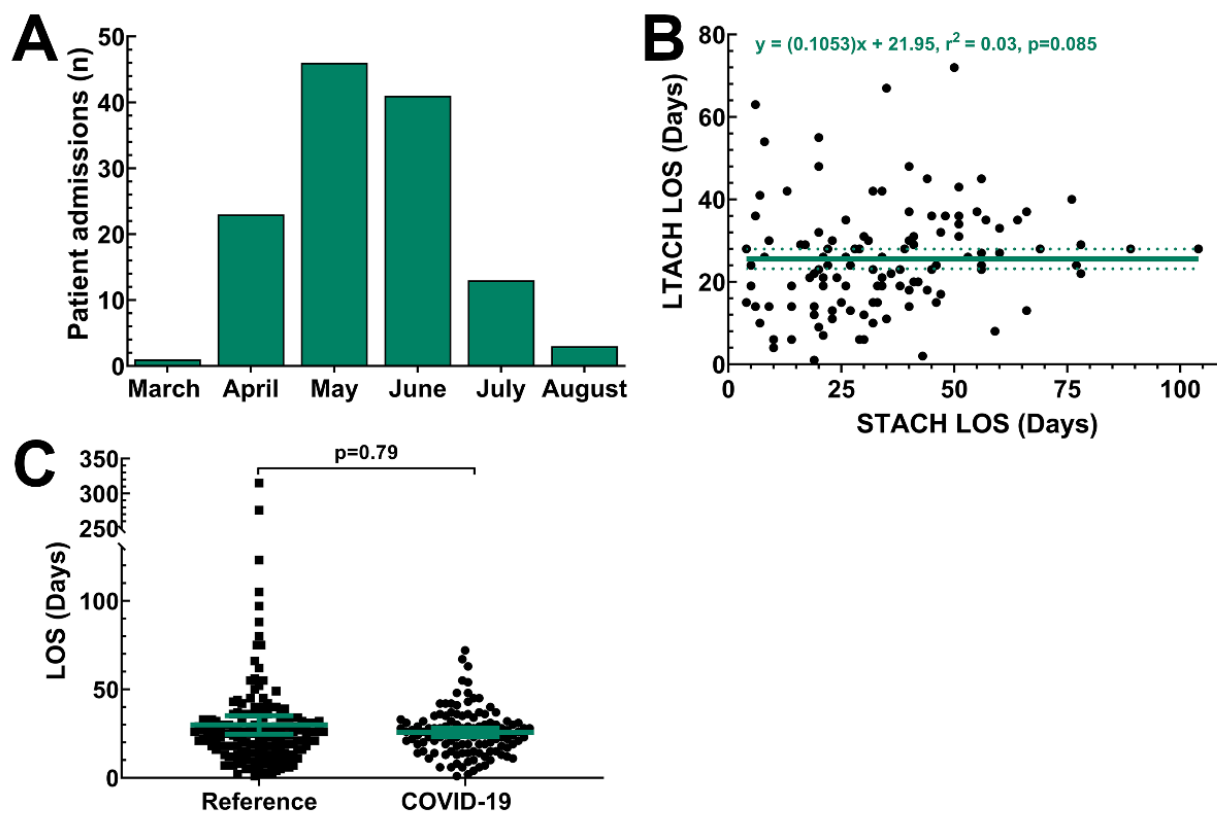 A
Patient admissions (n)
50
40
30
20
10
0
March April May June July August
B
y = (0.1053)x + 21.95, r² = 0.03, p=0.085
LTACH LOS (Days)
80
60
40
20
0
0 25 50 75 100
STACH LOS (Days)
C
p=0.79
LOS (Days)
350
300
250
100
50
0
Reference COVID-19